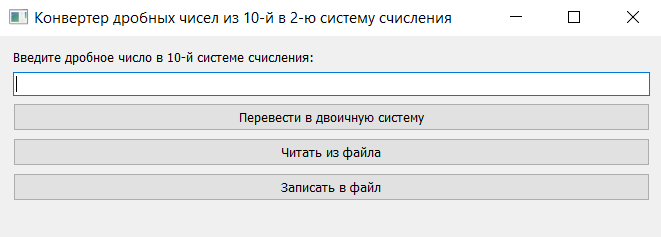 Конвертер дробных чисел из 10-й в 2-ю систему счисления
Введите дробное число в 10-й системе счисления:
Перевести в двоичную систему
Читать из файла
Записать в файл